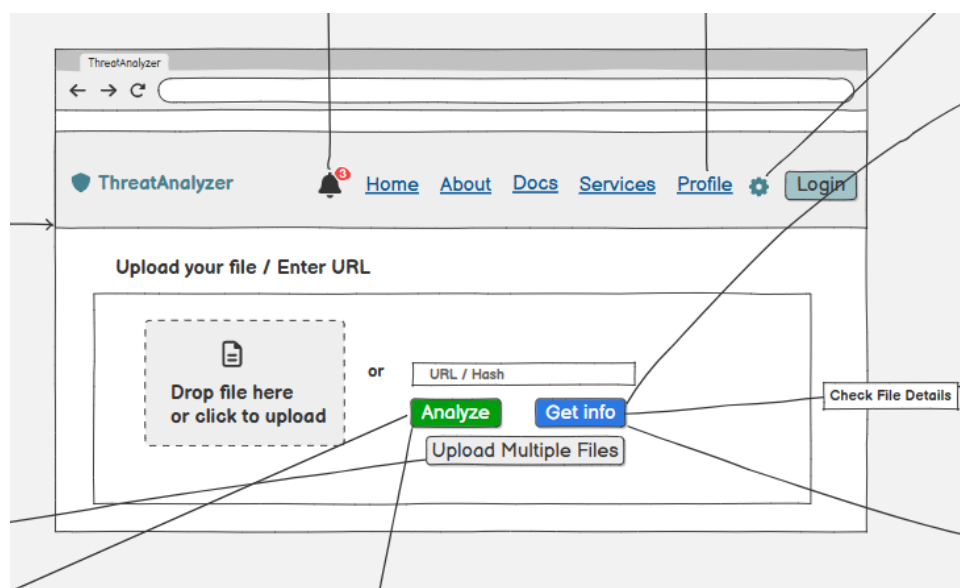 ThreatAnalyzer
ThreatAnalyzer 3 Home About Docs Services Profile Login
Upload your file / Enter URL
Drop file here
or click to upload
or
URL / Hash
Analyze Get info
Upload Multiple Files
Check File Details